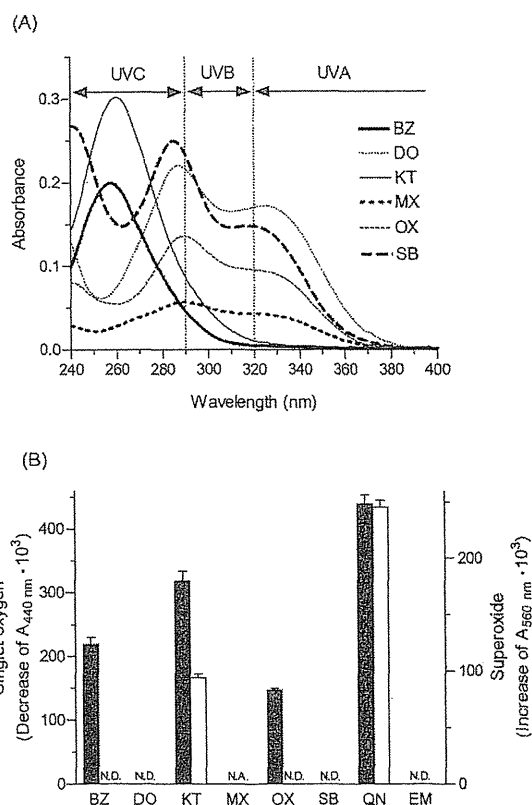 (A)
UVC
UVB
UVA
0.3
0.2
0.1
0.0
Absorbance
BZ
DO
KT
MX
OX
SB
240 260 280 300 320 340 360 380 400
Wavelength (nm)
(B)
Singlet oxygen
(Decrease of A440 nm · 10³)
400
300
200
100
0
N.D. N.D. N.A. N.D. N.D. N.D.
BZ DO KT MX OX SB QN EM
200
100
0
Superoxide
(Increase of A560 nm · 10³)